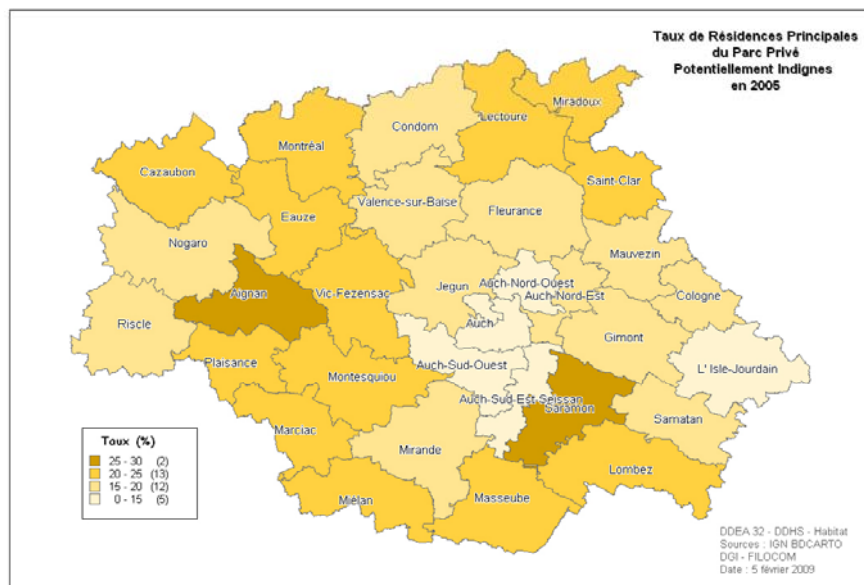 Taux de Résidences Principales
du Parc Privé
Potentiellement Indignes
en 2005
Miradoux
Lectoure
Condom
Montréal
Cazaubon
Saint-Clar
Valence-sur-Baïse
Fleurance
Eauze
Nogaro
Mauvezin
Auch-Nord-Ouest
Jegun
Aignan
Vic-Fezensac
Auch-Nord-Est
Cologne
Riscle
Auch
Gimont
Plaisance
Auch-Sud-Ouest
L' Isle-Jourdain
Montesquiou
Auch-Sud-Est-Seissan
Saramon
Samatan
Marciac
Mirande
Lombez
Masseube
Miélan
Taux (%)
25 - 30 (2)
20 - 25 (13)
15 - 20 (12)
0 - 15 (5)
DDEA 32 - DDHS - Habitat
Sources : IGN BDCARTO
DGI - FILOCOM
Date : 5 février 2009